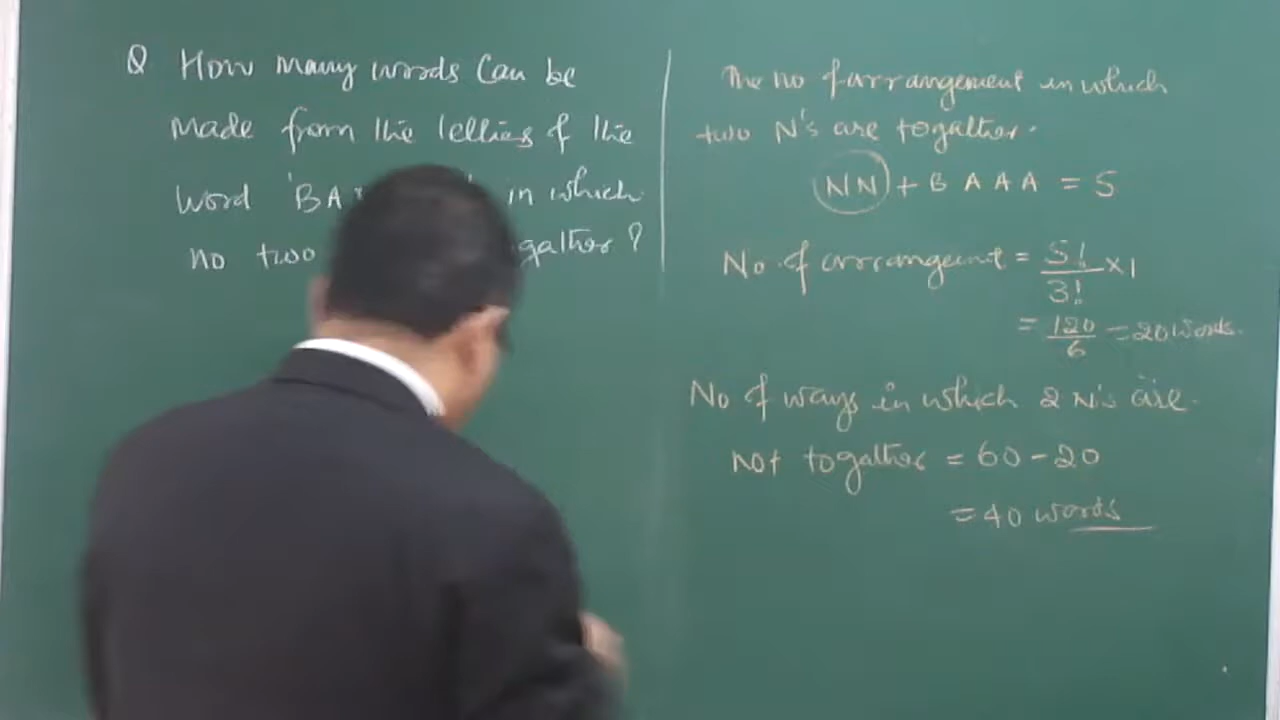 Q How many words can be
made from the letters of the
word 'BA in which
no two gather?
The no of arrangement in which
two N's are togather.
NN + B A A A = 5
No. of arrangement = 5!/3! × 1
= 120/6 = 20 words.
No of ways in which 2 N's are.
Not togather = 60 - 20
= 40 words